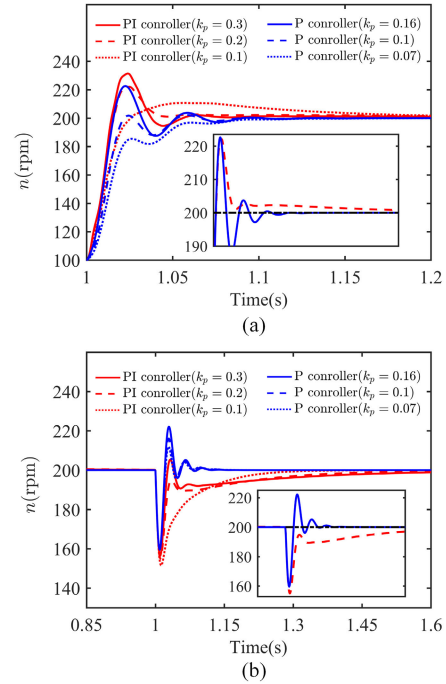 PI conroller(kp = 0.3)
PI conroller(kp = 0.2)
PI conroller(kp = 0.1)
P conroller(kp = 0.16)
P conroller(kp = 0.1)
P conroller(kp = 0.07)
n(rpm)
260
240
220
200
180
160
140
120
100
220
210
200
190
1
1.05
1.1
1.15
1.2
Time(s)
(a)
PI conroller(kp = 0.3)
PI conroller(kp = 0.2)
PI conroller(kp = 0.1)
P conroller(kp = 0.16)
P conroller(kp = 0.1)
P conroller(kp = 0.07)
n(rpm)
240
220
200
180
160
140
220
200
180
160
0.85
1
1.15
1.3
1.45
1.6
Time(s)
(b)